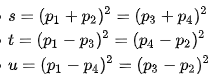 • s = (p₁ + p₂)² = (p₃ + p₄)²
• t = (p₁ − p₃)² = (p₄ − p₂)²
• u = (p₁ − p₄)² = (p₃ − p₂)²